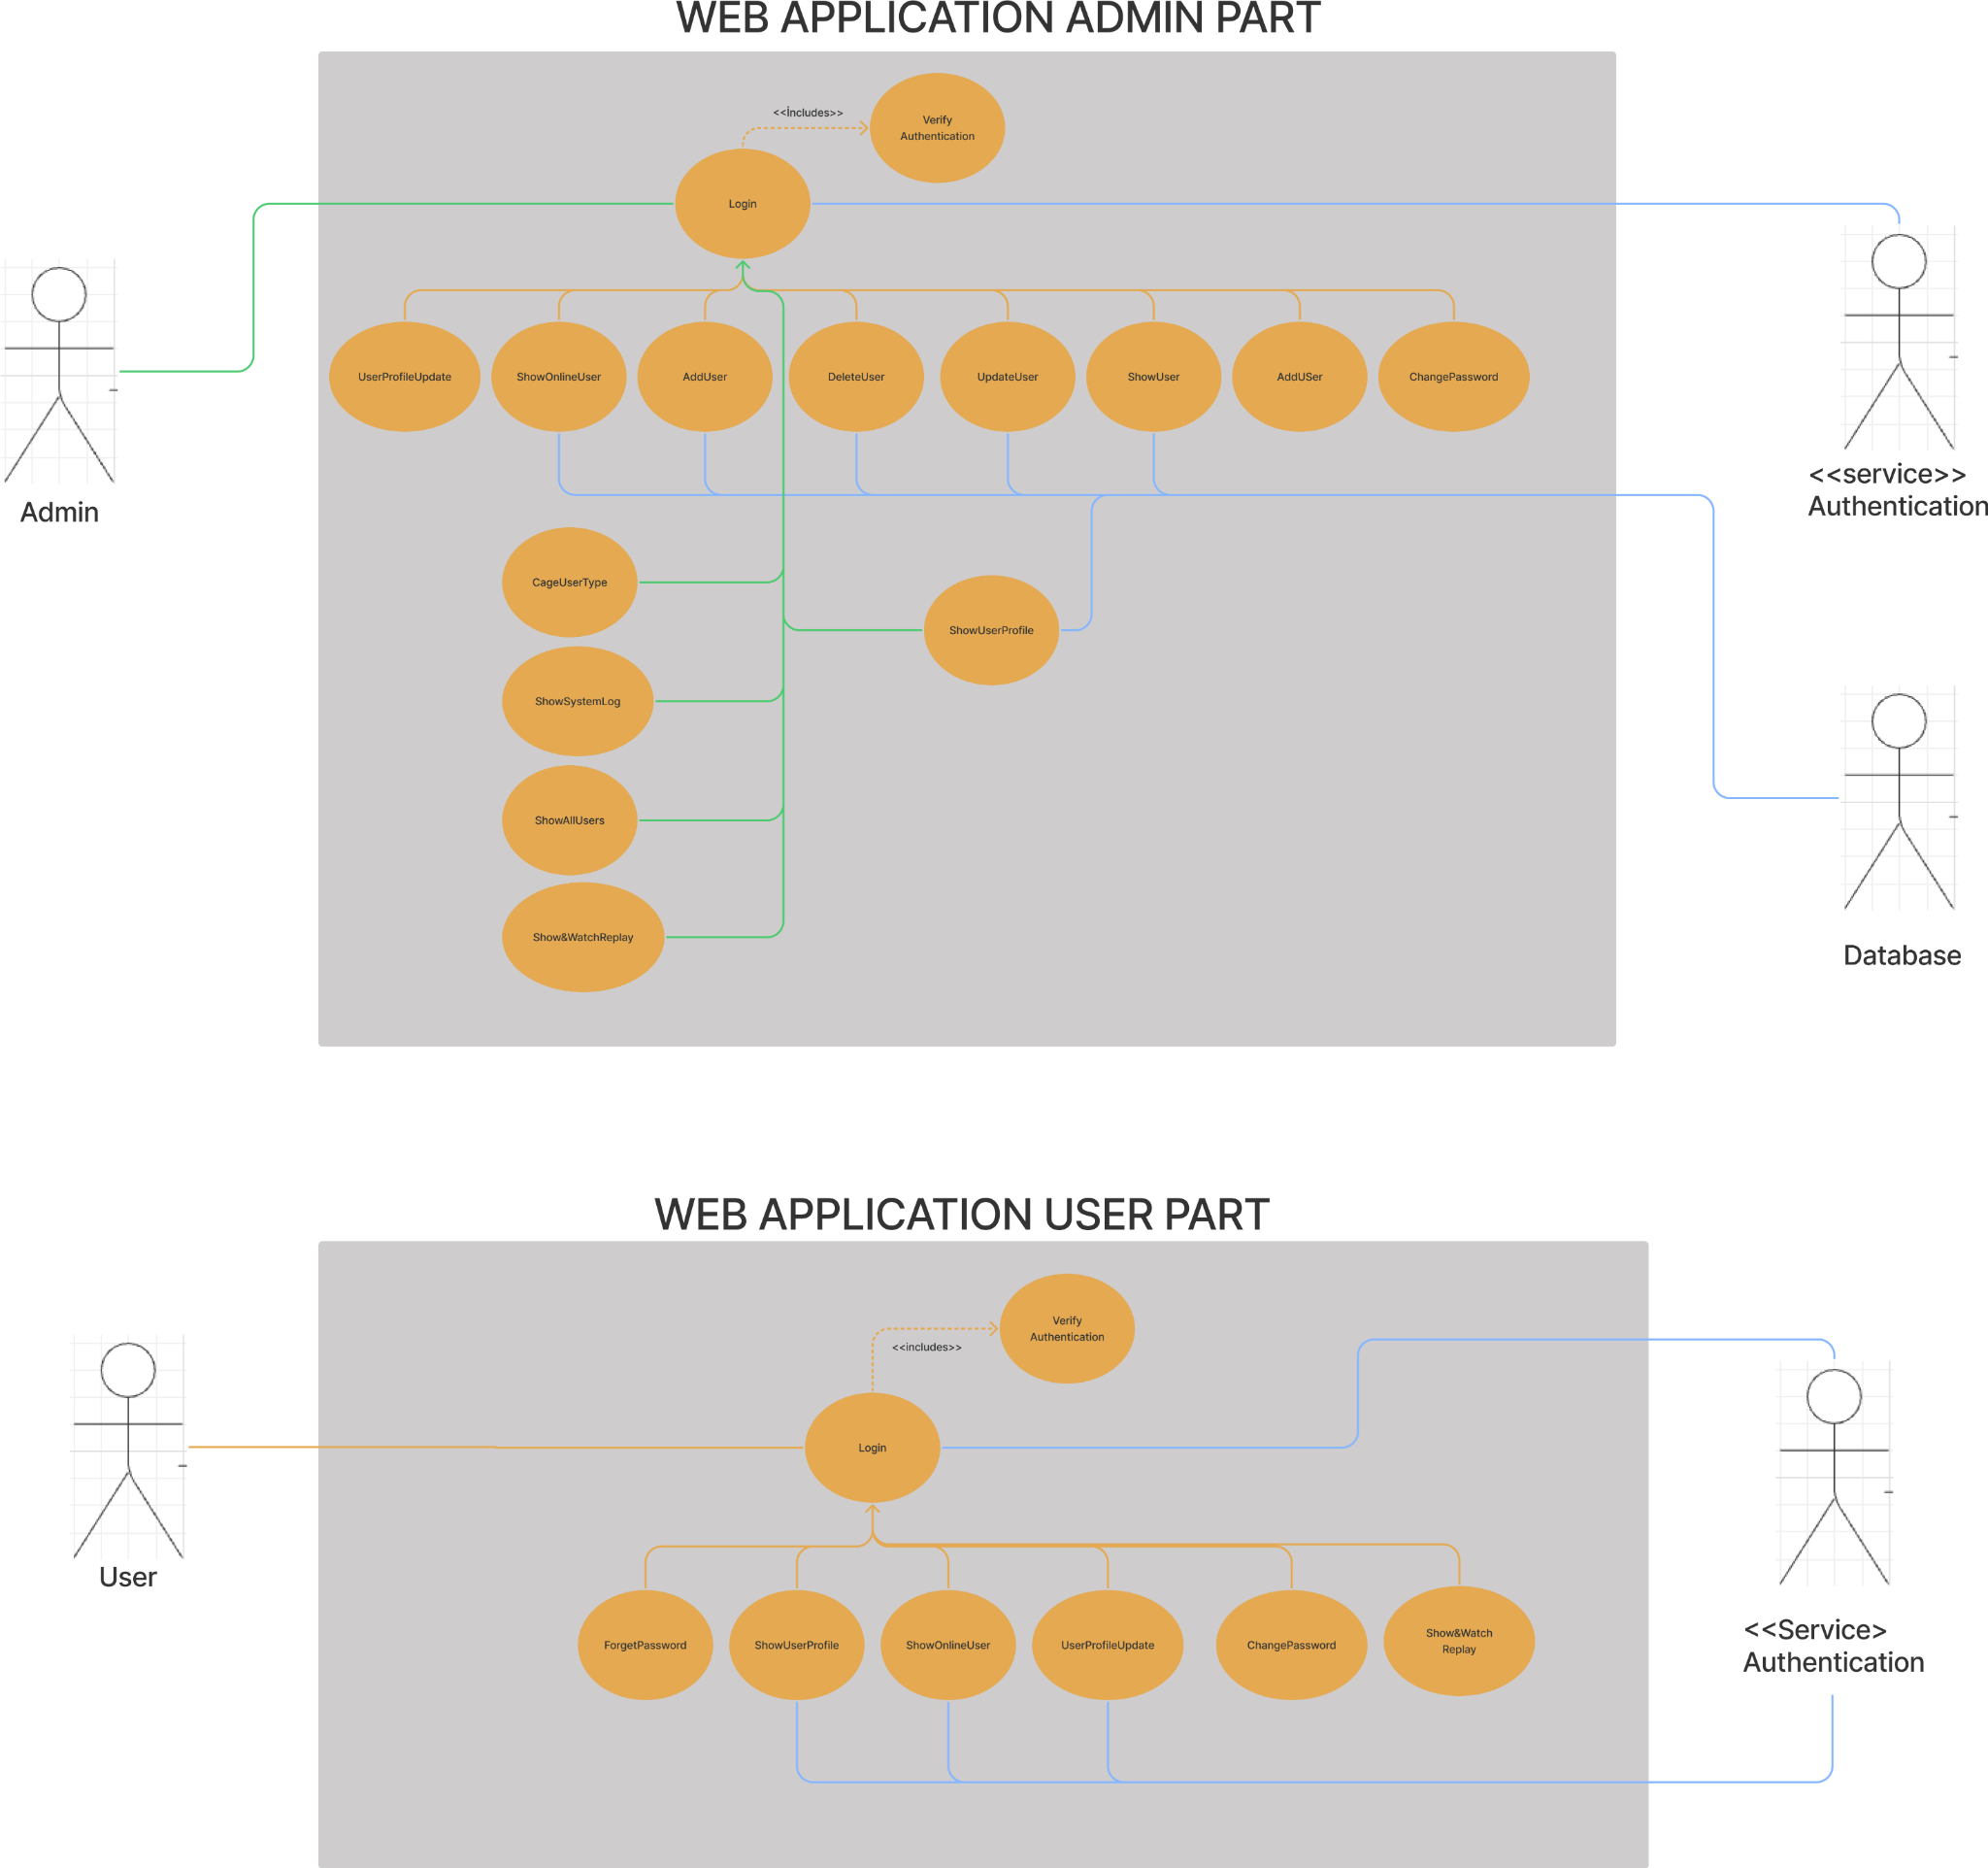 WEB APPLICATION ADMIN PART
<<İncludes>>
Verify
Authentication
Login
UserProfileUpdate
ShowOnlineUser
AddUser
DeleteUser
UpdateUser
ShowUser
AddUSer
ChangePassword
Admin
<<service>>
Authentication
CageUserType
ShowUserProfile
ShowSystemLog
ShowAllUsers
Show&WatchReplay
Database
WEB APPLICATION USER PART
Verify
Authentication
<<includes>>
Login
User
ForgetPassword
ShowUserProfile
ShowOnlineUser
UserProfileUpdate
ChangePassword
Show&Watch
Replay
<<Service>
Authentication